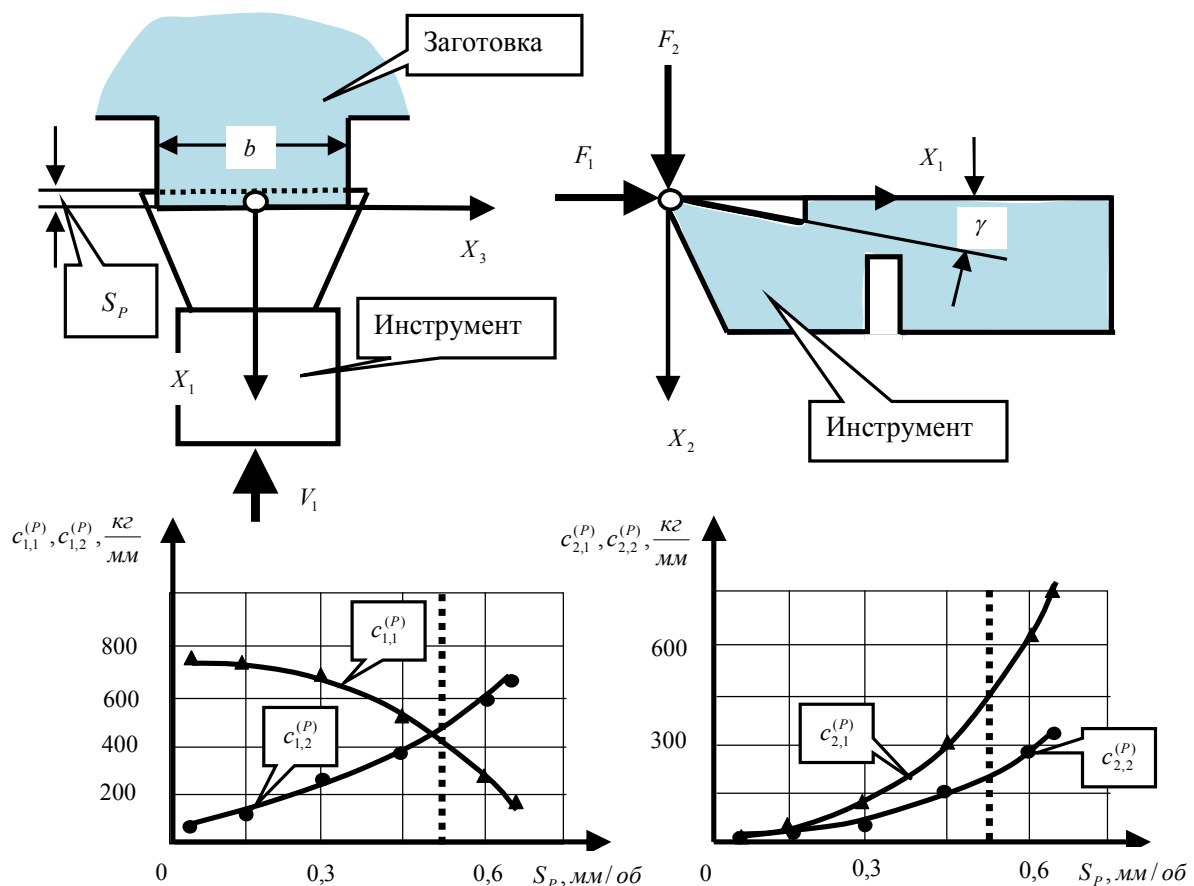 Заготовка
b
S_P
X_3
Инструмент
X_1
V_1
F_2
F_1
X_1
γ
X_2
Инструмент
c_{1,1}^{(P)}, c_{1,2}^{(P)}, \frac{кг}{мм}
800
600
400
200
0
0,3
0,6
S_P, мм/об
c_{1,1}^{(P)}
c_{1,2}^{(P)}
c_{2,1}^{(P)}, c_{2,2}^{(P)}, \frac{кг}{мм}
600
300
0
0,3
0,6
S_P, мм/об
c_{2,1}^{(P)}
c_{2,2}^{(P)}